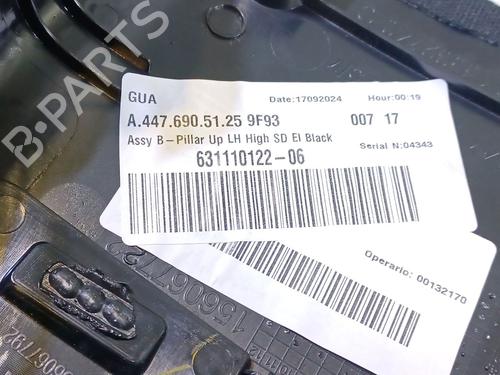 B-PARTS
GUA
Date:17092024 Hour:00:19
A.447.690.51.25 9F93 007 17
Assy B-Pillar Up LH High SD El Black
Serial N:04343
631110122-06
Operario: 00132170
156067792